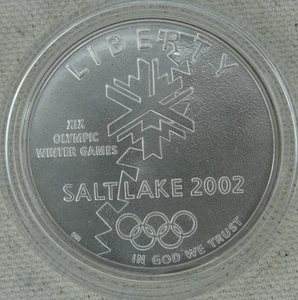 LIBERTY
XIX
OLYMPIC
WINTER GAMES
SALT LAKE 2002
IN GOD WE TRUST